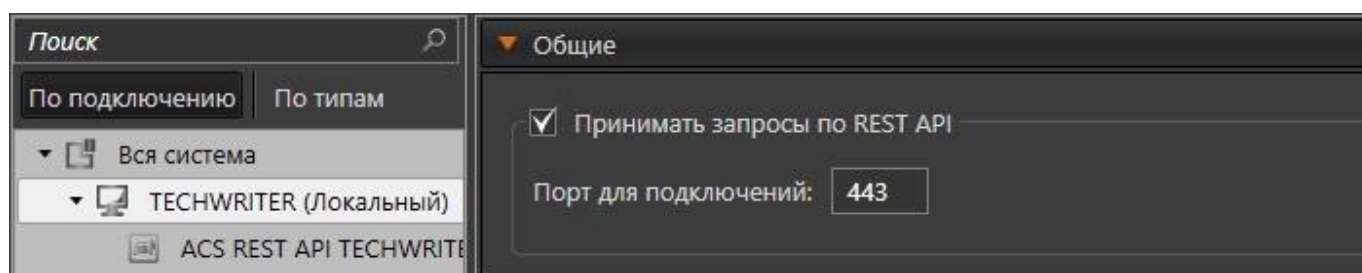 Поиск
По подключению
По типам
Вся система
TECHWRITER (Локальный)
ACS REST API TECHWRITE
Общие
Принимать запросы по REST API
Порт для подключений: 443